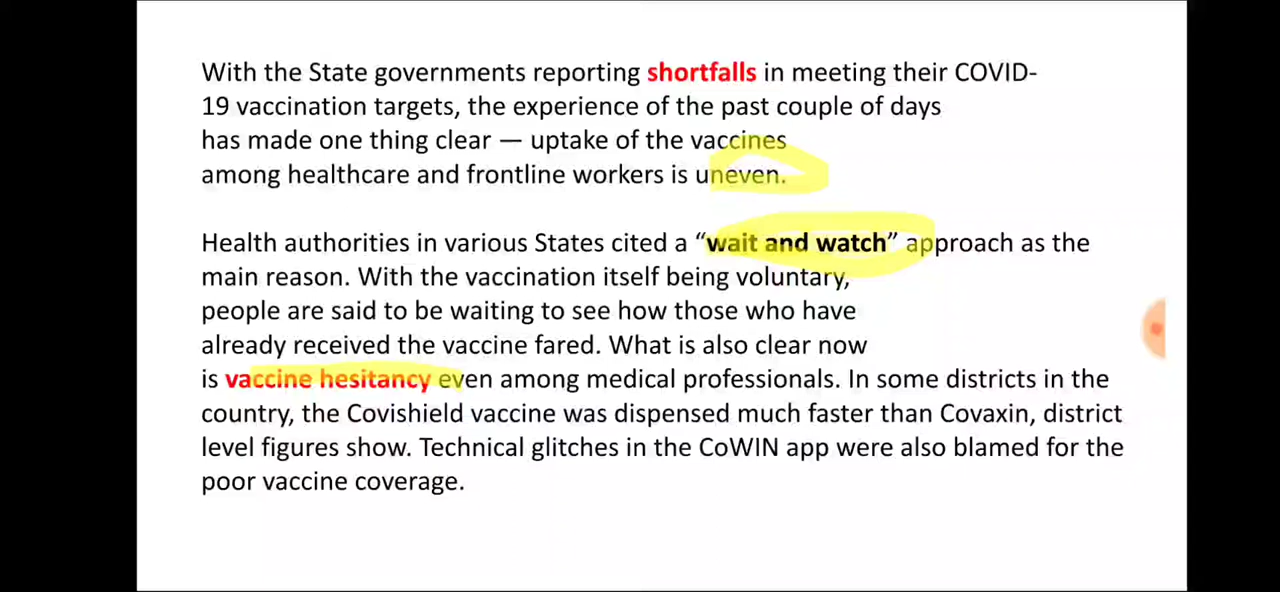 With the State governments reporting shortfalls in meeting their COVID-
19 vaccination targets, the experience of the past couple of days
has made one thing clear — uptake of the vaccines
among healthcare and frontline workers is uneven.
Health authorities in various States cited a “wait and watch” approach as the
main reason. With the vaccination itself being voluntary,
people are said to be waiting to see how those who have
already received the vaccine fared. What is also clear now
is vaccine hesitancy even among medical professionals. In some districts in the
country, the Covishield vaccine was dispensed much faster than Covaxin, district
level figures show. Technical glitches in the CoWIN app were also blamed for the
poor vaccine coverage.